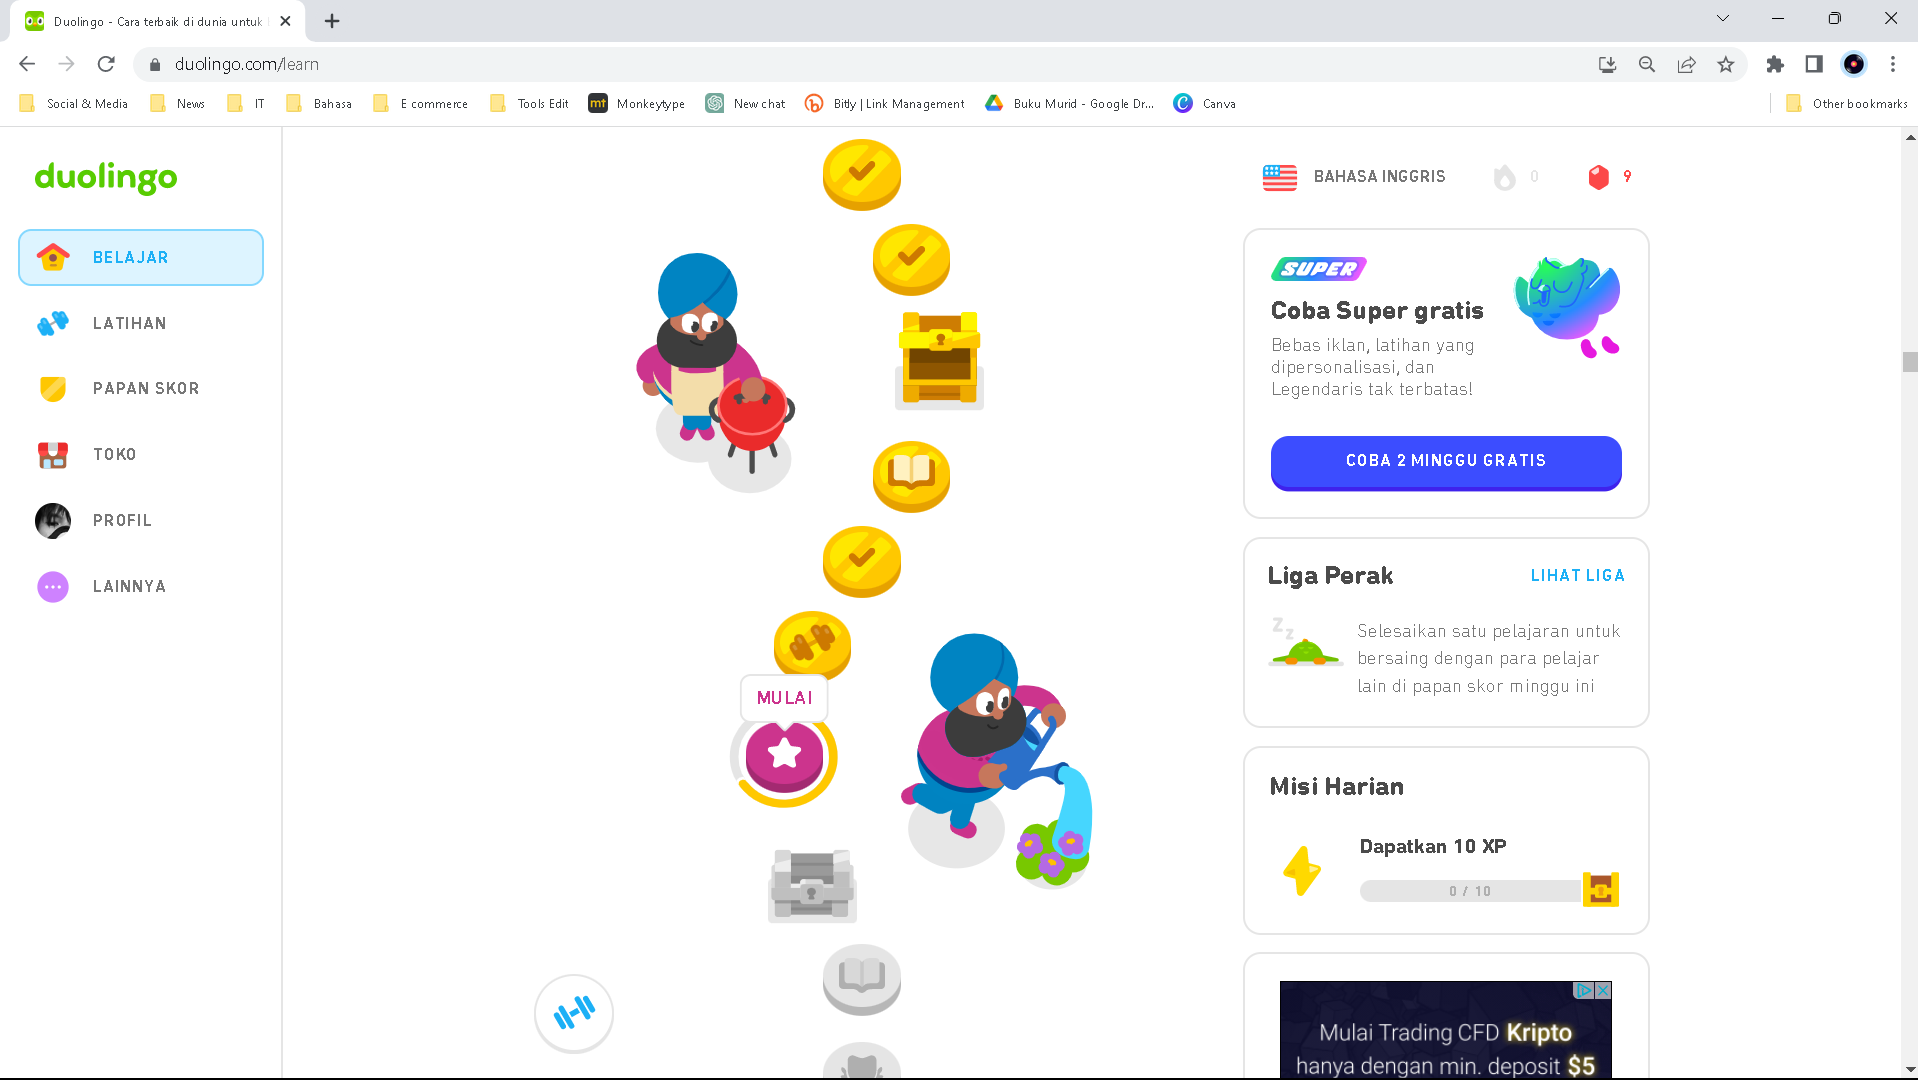 Duolingo - Cara terbaik di dunia untuk
duolingo.com/learn
Social & Media
News
IT
Bahasa
E commerce
Tools Edit
mt
Monkeytype
New chat
Bitly | Link Management
Buku Murid - Google Dr...
Canva
Other bookmarks
duolingo
BELAJAR
LATIHAN
PAPAN SKOR
TOKO
PROFIL
LAINNYA
MULAI
BAHASA INGGRIS
0
9
SUPER
Coba Super gratis
Bebas iklan, latihan yang
dipersonalisasi, dan
Legendaris tak terbatas!
COBA 2 MINGGU GRATIS
Liga Perak
LIHAT LIGA
Z z
Selesaikan satu pelajaran untuk
bersaing dengan para pelajar
lain di papan skor minggu ini
Misi Harian
Dapatkan 10 XP
0 / 10
Mulai Trading CFD Kripto
hanya dengan min. deposit $5